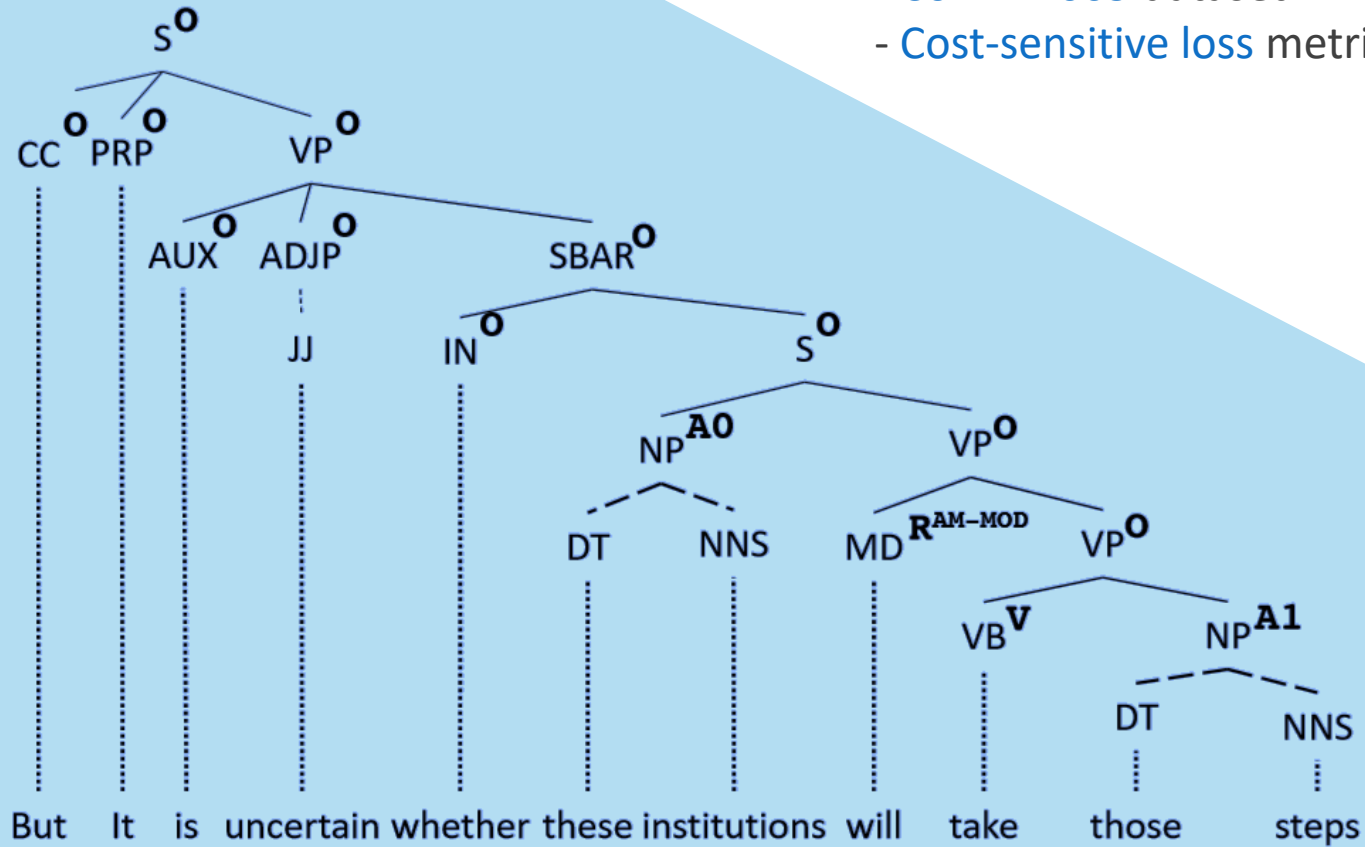 - Cost-sensitive loss
S^O
CC^O PRP^O VP^O
AUX^O ADJP^O SBAR^O
JJ IN^O S^O
NP^A0 VP^O
DT NNS MD^R^AM-MOD VP^O
VB^V NP^A1
DT NNS
But It is uncertain whether these institutions will take those steps